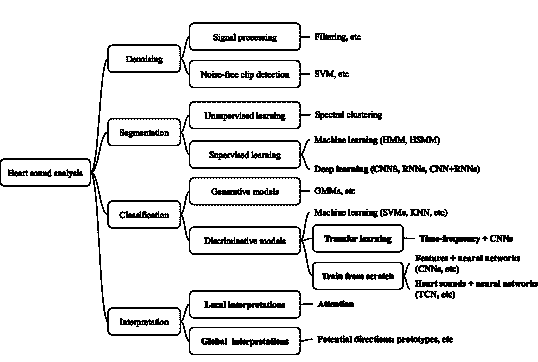 Signal processing
Filtering, etc
Denoising
Noise-free clip detection
SVM, etc
Unsupervised learning
Spectral clustering
Segmentation
Machine learning (HMM, HSMM)
Supervised learning
Deep learning (CNNS, RNNs, CNN+RNNs)
Heart sound analysis
Generative models
GMMs, etc
Classification
Machine learning (SVMs, KNN, etc)
Discriminative models
Transfer learning
Time-frequency + CNNs
Train from scratch
Features + neural networks
(CNNs, etc)
Heart sounds + neural networks
(TCN, etc)
Local interpretations
Attention
Interpretation
Global interpretations
Potential directions: prototypes, etc